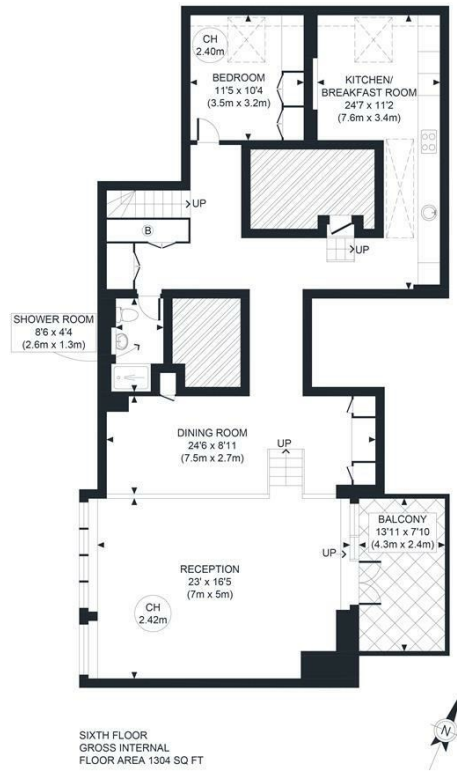 CH
2.40m
BEDROOM
11'5 x 10'4
(3.5m x 3.2m)
KITCHEN/
BREAKFAST ROOM
24'7 x 11'2
(7.6m x 3.4m)
UP
B
UP
SHOWER ROOM
8'6 x 4'4
(2.6m x 1.3m)
DINING ROOM
24'6 x 8'11
(7.5m x 2.7m)
UP
BALCONY
13'11 x 7'10
(4.3m x 2.4m)
UP
RECEPTION
23' x 16'5
(7m x 5m)
CH
2.42m
N
SIXTH FLOOR
GROSS INTERNAL
FLOOR AREA 1304 SQ FT